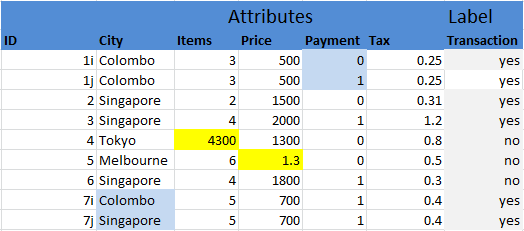 Attributes Label
ID City Items Price Payment Tax Transaction
1i Colombo 3 500 0 0.25 yes
1j Colombo 3 500 1 0.25 yes
2 Singapore 2 1500 0 0.31 yes
3 Singapore 4 2000 1 1.2 yes
4 Tokyo 4300 1300 0 0.8 no
5 Melbourne 6 1.3 0 0.5 no
6 Singapore 4 1800 1 0.3 no
7i Colombo 5 700 1 0.4 yes
7j Singapore 5 700 1 0.4 yes